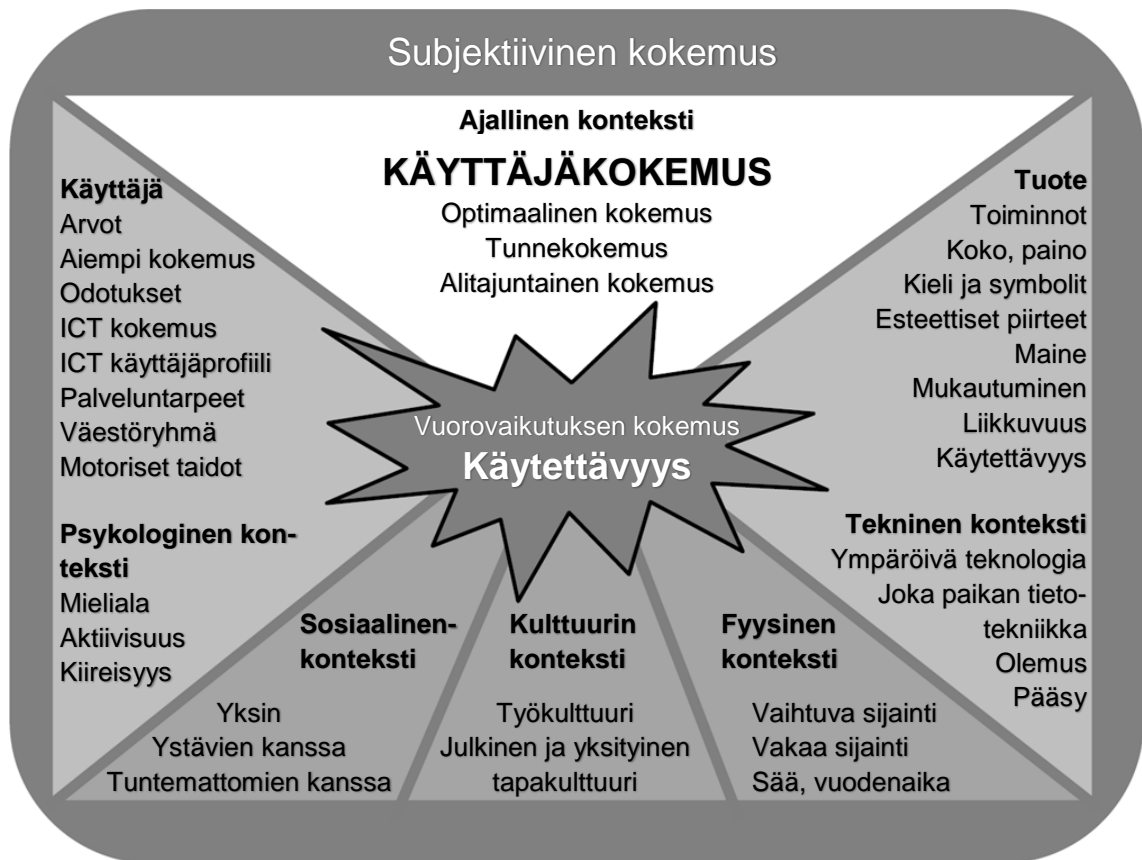 Subjektiivinen kokemus
Ajallinen konteksti
KÄYTTÄJÄKOKEMUS
Optimaalinen kokemus
Tunnekokemus
Alitajuntainen kokemus
Käyttäjä
Arvot
Aiempi kokemus
Odotukset
ICT kokemus
ICT käyttäjäprofiili
Palveluntarpeet
Väestöryhmä
Motoriset taidot
Psykologinen kon-
teksti
Mieliala
Aktiivisuus
Kiireisyys
Vuorovaikutuksen kokemus
Käytettävyys
Tuote
Toiminnot
Koko, paino
Kieli ja symbolit
Esteettiset piirteet
Maine
Mukautuminen
Liikkuvuus
Käytettävyys
Tekninen konteksti
Ympäröivä teknologia
Joka paikan tieto-
tekniikka
Olemus
Pääsy
Sosiaalinen-
konteksti
Yksin
Ystävien kanssa
Tuntemattomien kanssa
Kulttuurin
konteksti
Työkulttuuri
Julkinen ja yksityinen
tapakulttuuri
Fyysinen
konteksti
Vaihtuva sijainti
Vakaa sijainti
Sää, vuodenaika